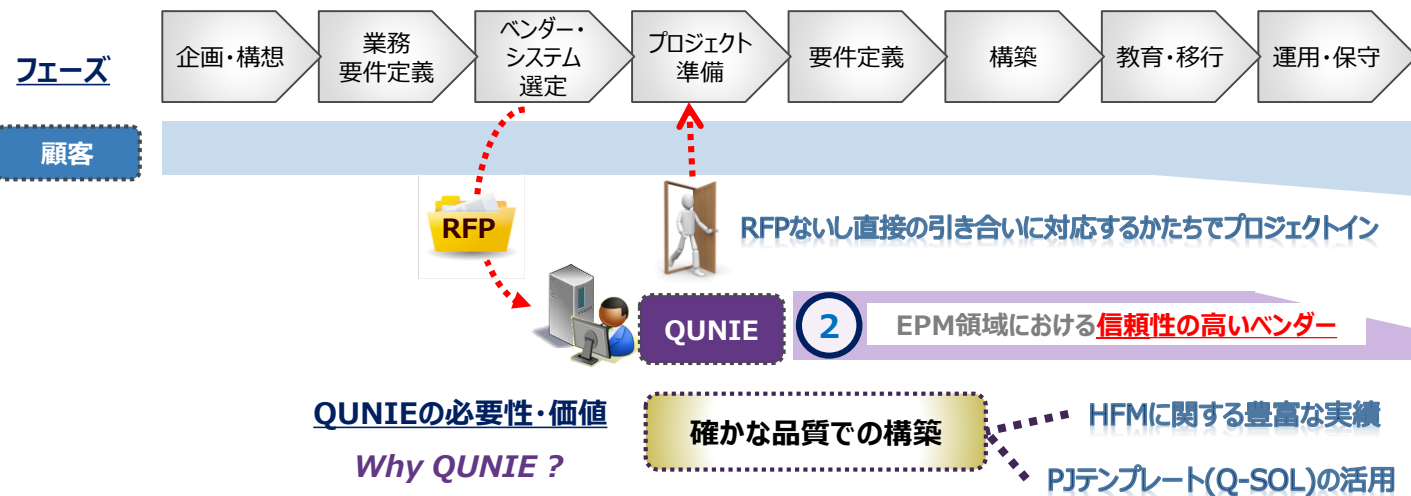 フェーズ
企画・構想
業務
要件定義
ベンダー・
システム
選定
プロジェクト
準備
要件定義
構築
教育・移行
運用・保守
顧客
RFP
RFPないし直接の引き合いに対応するかたちでプロジェクトイン
QUNIE
2
EPM領域における信頼性の高いベンダー
QUNIEの必要性・価値
Why QUNIE ?
確かな品質での構築
HFMに関する豊富な実績
PJテンプレート(Q-SOL)の活用